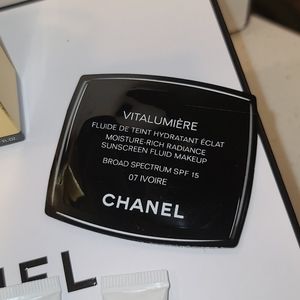 VITALUMIÈRE
FLUIDE DE TEINT HYDRATANT ÉCLAT
MOISTURE-RICH RADIANCE
SUNSCREEN FLUID MAKEUP
BROAD SPECTRUM SPF 15
07 IVOIRE
CHANEL
NEL